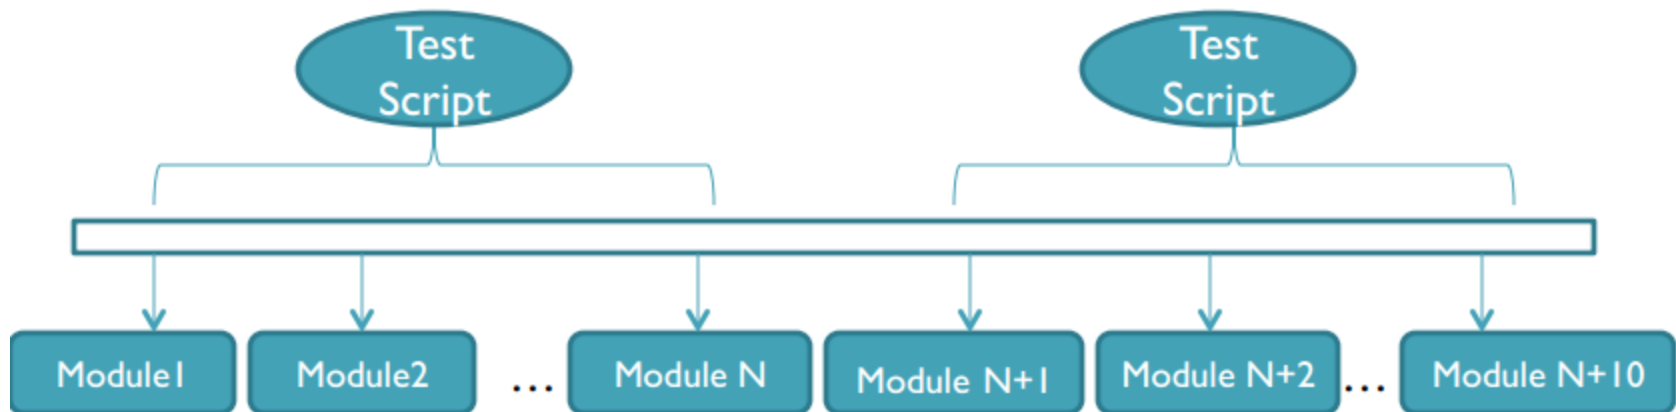 Test
Script
Test
Script
Module1
Module2
...
Module N
Module N+1
Module N+2
...
Module N+10